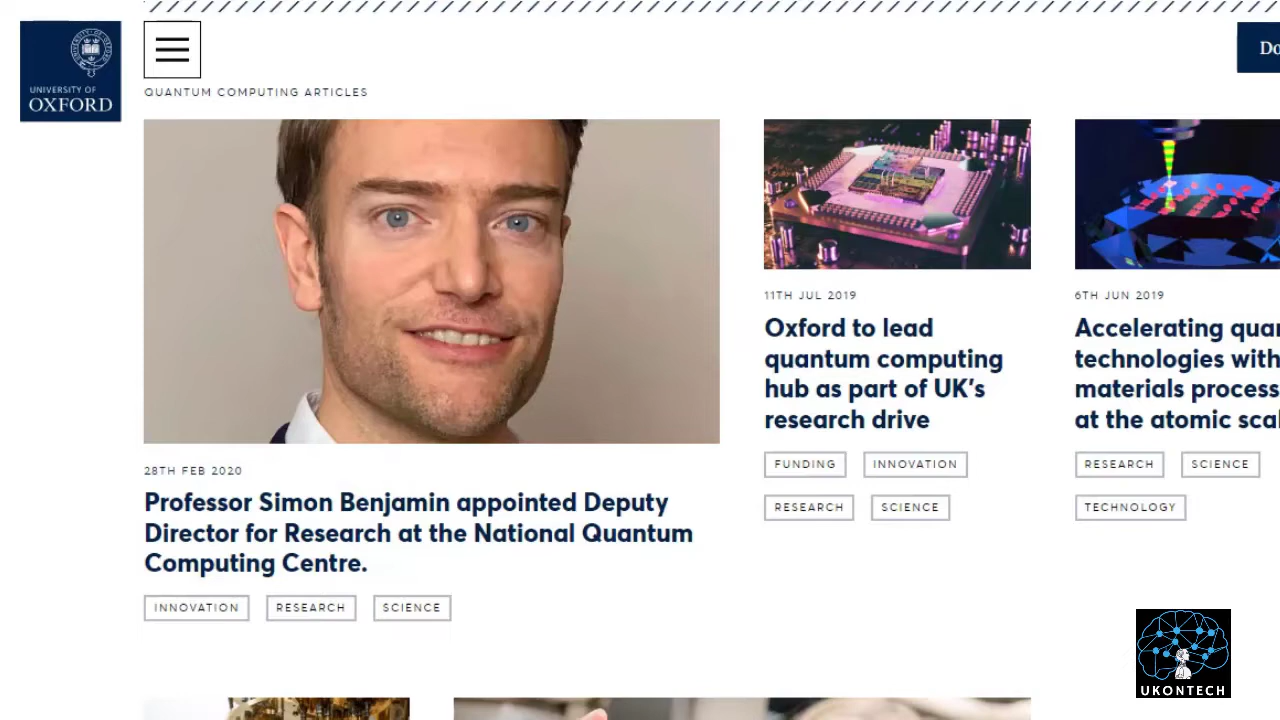 UNIVERSITY OF
OXFORD
Do
QUANTUM COMPUTING ARTICLES
28TH FEB 2020
Professor Simon Benjamin appointed Deputy
Director for Research at the National Quantum
Computing Centre.
INNOVATION RESEARCH SCIENCE
11TH JUL 2019
Oxford to lead
quantum computing
hub as part of UK's
research drive
FUNDING INNOVATION
RESEARCH SCIENCE
6TH JUN 2019
Accelerating quan
technologies with
materials process
at the atomic scal
RESEARCH SCIENCE
TECHNOLOGY
UKONTECH